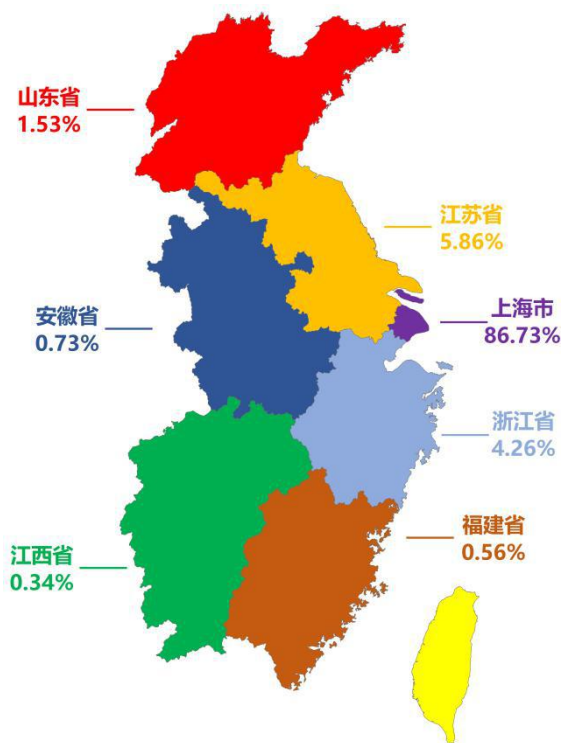 山东省
1.53%
江苏省
5.86%
上海市
86.73%
安徽省
0.73%
浙江省
4.26%
福建省
0.56%
江西省
0.34%